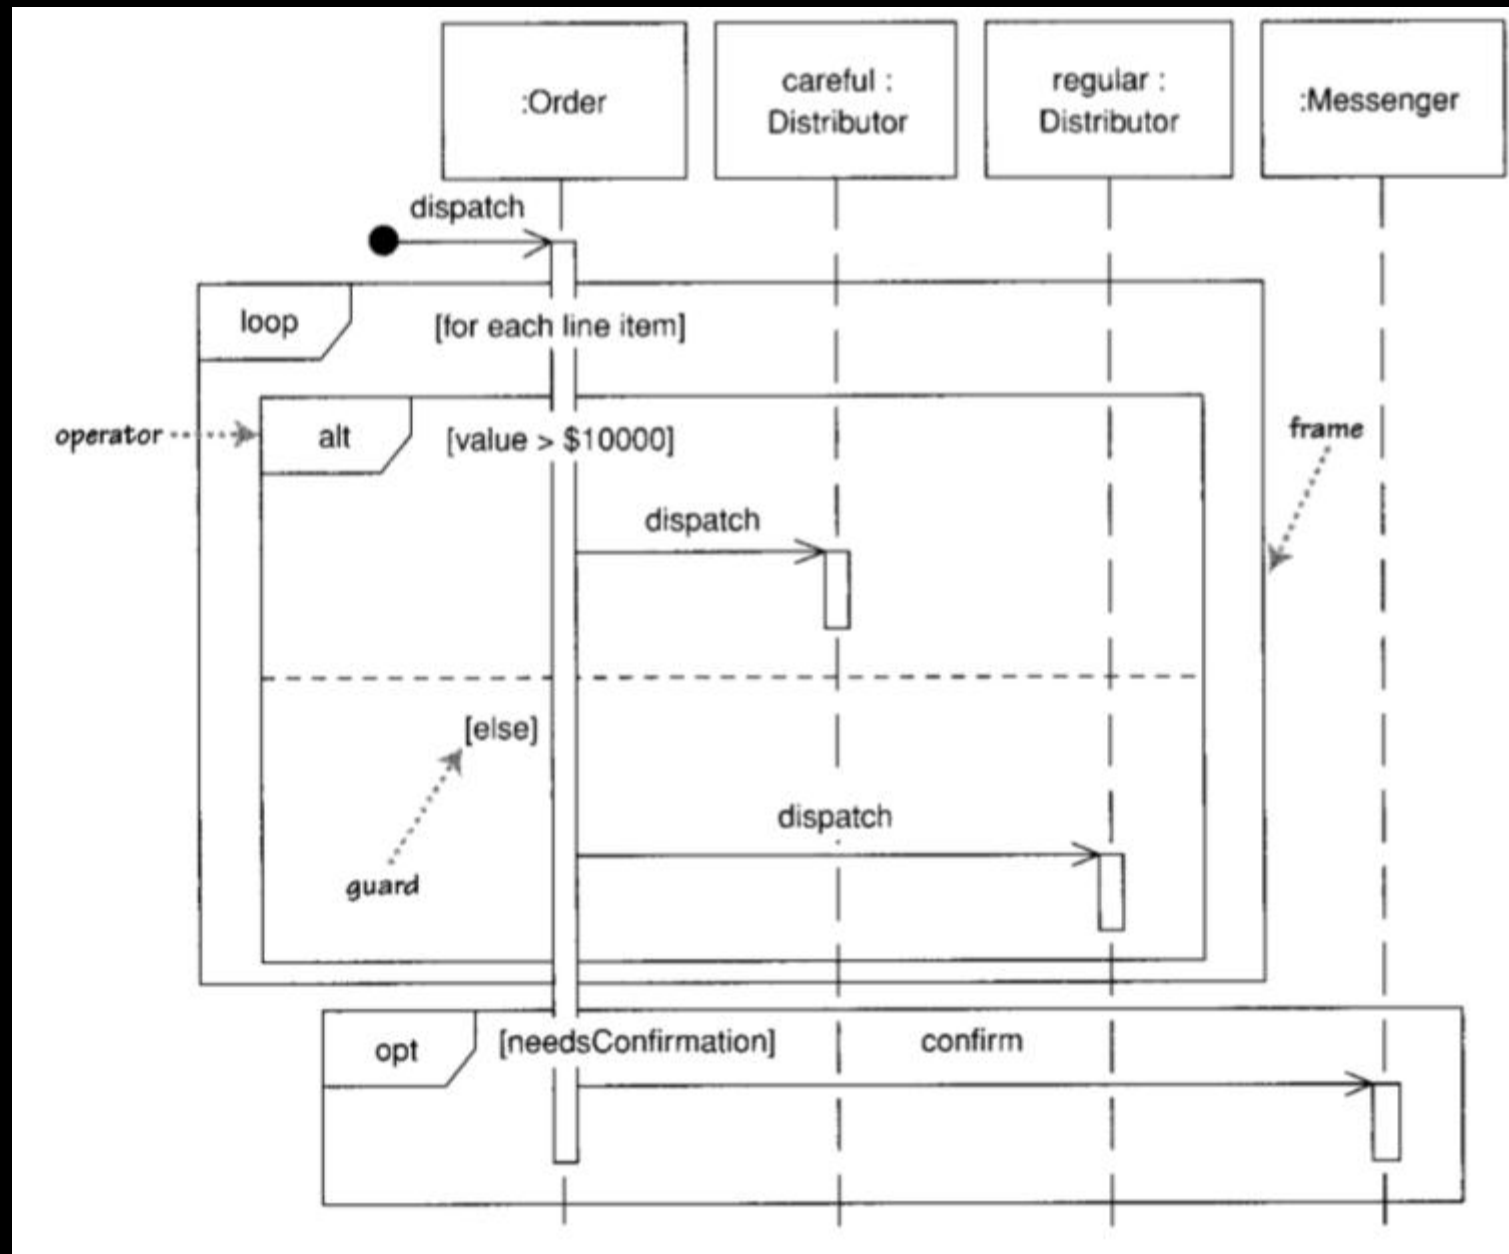 :Order
careful :
Distributor
regular :
Distributor
:Messenger
dispatch
loop
[for each line item]
operator
alt
[value > $10000]
frame
dispatch
[else]
dispatch
guard
opt
[needsConfirmation]
confirm